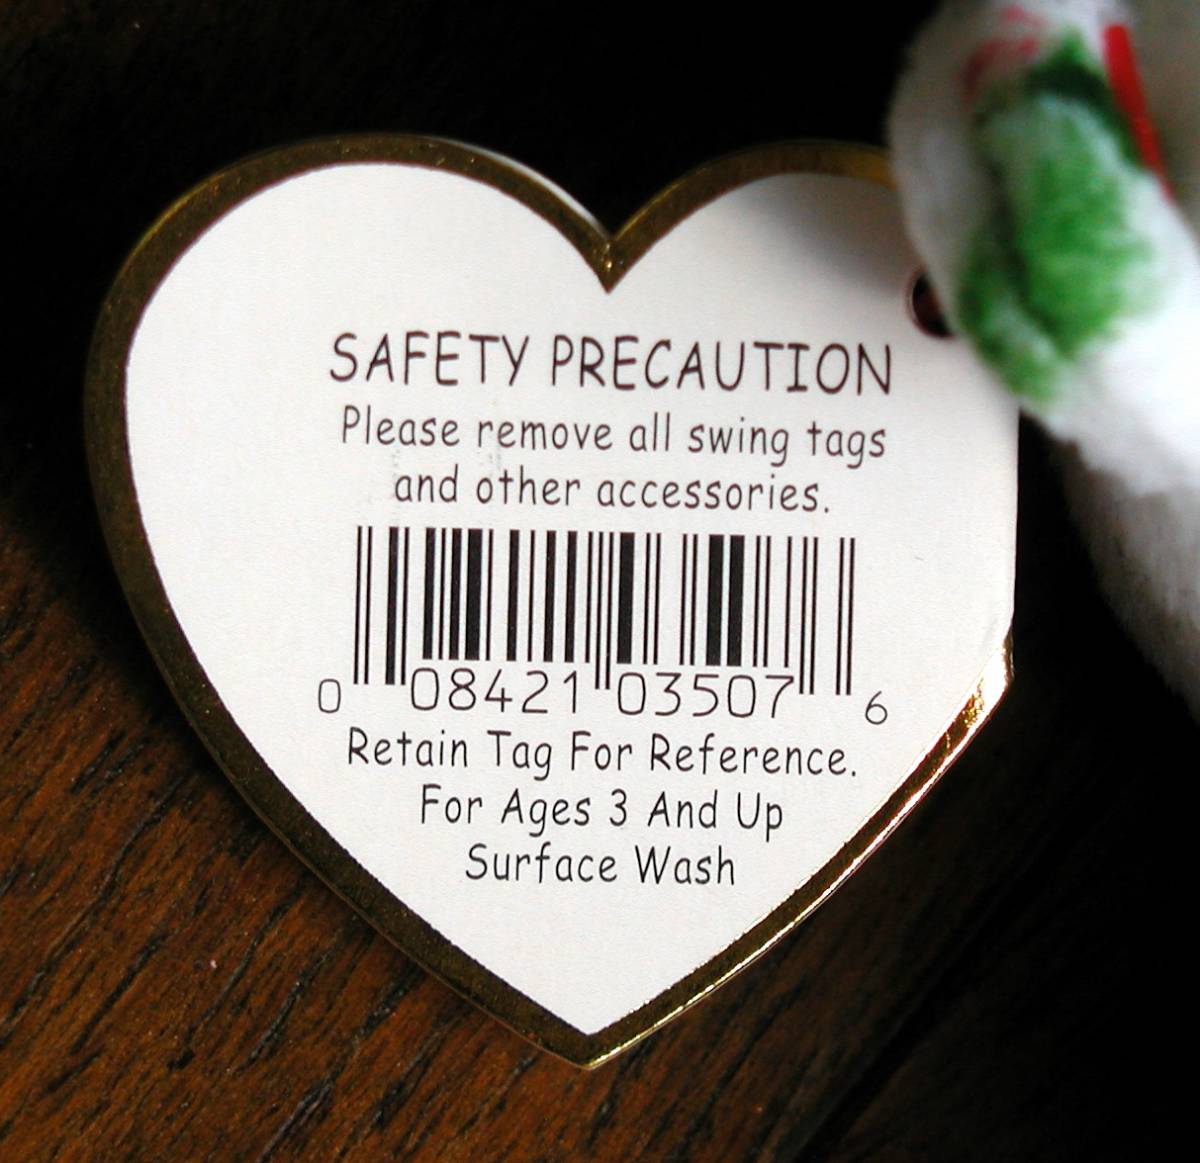 SAFETY PRECAUTION
Please remove all swing tags
and other accessories.
0 08421 03507 6
Retain Tag For Reference.
For Ages 3 And Up
Surface Wash